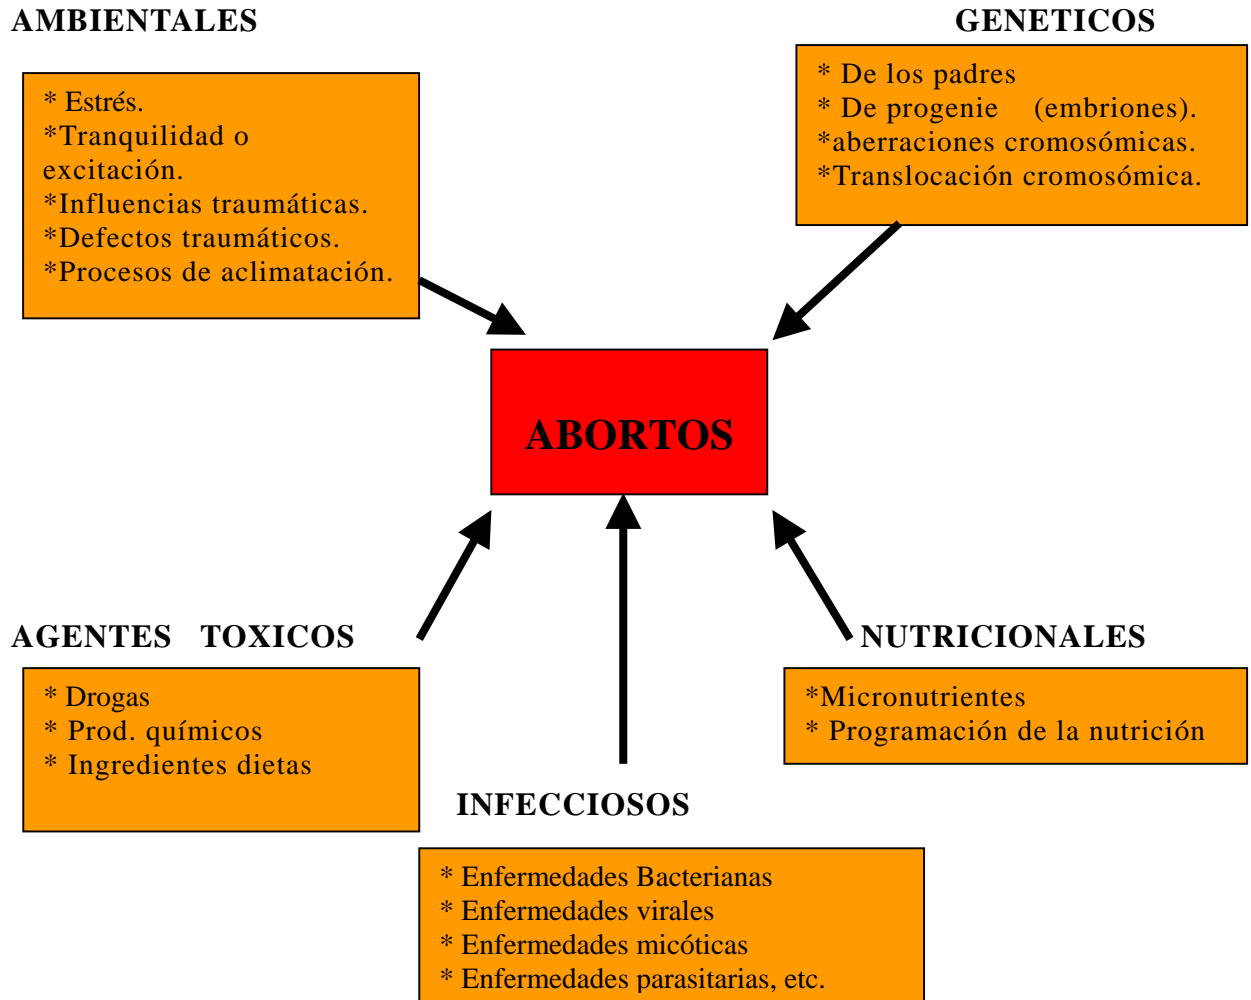 AMBIENTALES
* Estrés.
*Tranquilidad o
excitación.
*Influencias traumáticas.
*Defectos traumáticos.
*Procesos de aclimatación.
GENETICOS
* De los padres
* De progenie (embriones).
*aberraciones cromosómicas.
*Translocación cromosómica.
ABORTOS
AGENTES TOXICOS
* Drogas
* Prod. químicos
* Ingredientes dietas
NUTRICIONALES
*Micronutrientes
* Programación de la nutrición
INFECCIOSOS
* Enfermedades Bacterianas
* Enfermedades virales
* Enfermedades micóticas
* Enfermedades parasitarias, etc.